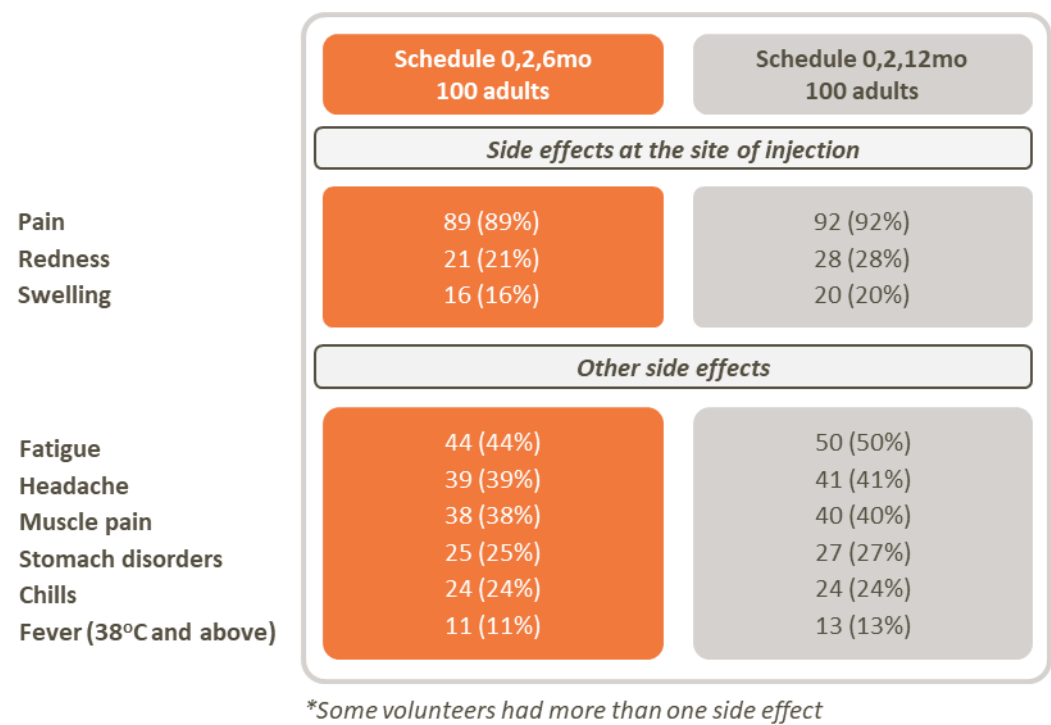 Schedule 0,2,6mo
100 adults
Schedule 0,2,12mo
100 adults
Side effects at the site of injection
Pain 89 (89%) 92 (92%)
Redness 21 (21%) 28 (28%)
Swelling 16 (16%) 20 (20%)
Other side effects
Fatigue 44 (44%) 50 (50%)
Headache 39 (39%) 41 (41%)
Muscle pain 38 (38%) 40 (40%)
Stomach disorders 25 (25%) 27 (27%)
Chills 24 (24%) 24 (24%)
Fever (38ºC and above) 11 (11%) 13 (13%)
*Some volunteers had more than one side effect